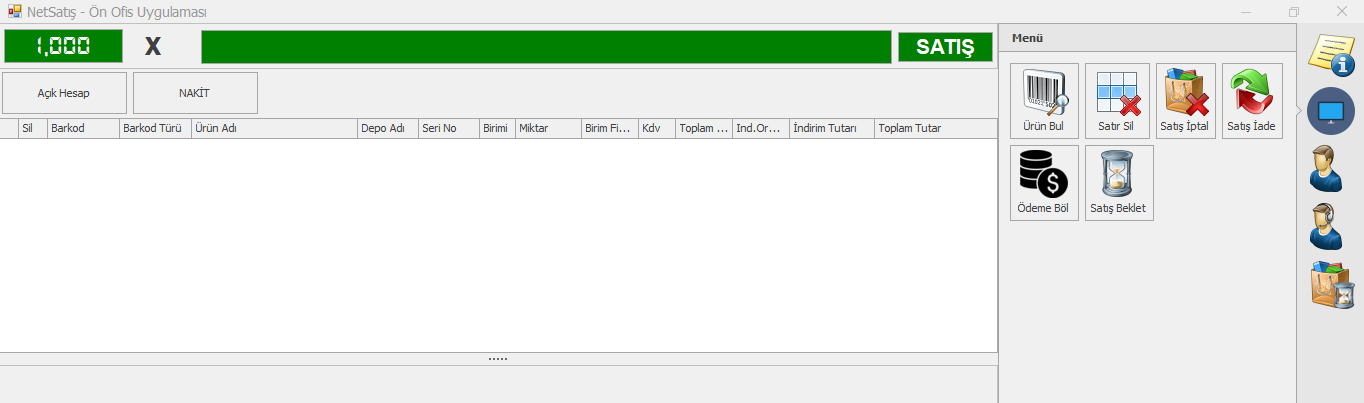 NetSatış - Ön Ofis Uygulaması
1,000 X SATIŞ
Açık Hesap NAKİT
Sil Barkod Barkod Türü Ürün Adı Depo Adı Seri No Birimi Miktar Birim Fi... Kdv Toplam ... Ind.Or... İndirim Tutarı Toplam Tutar
Menü
Ürün Bul Satır Sil Satış İptal Satış İade
Ödeme Böl Satış Beklet